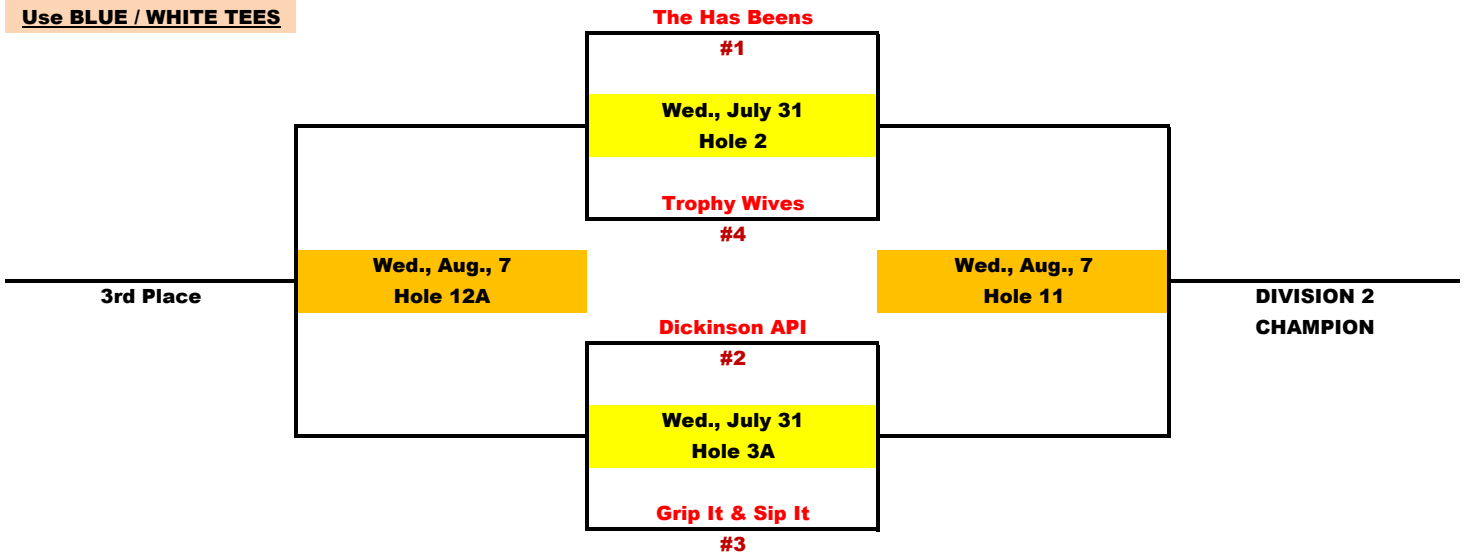 Use BLUE / WHITE TEES
The Has Beens
#1
Wed., July 31
Hole 2
Trophy Wives
#4
Wed., Aug., 7
Hole 12A
Wed., Aug., 7
Hole 11
3rd Place
DIVISION 2
CHAMPION
Dickinson API
#2
Wed., July 31
Hole 3A
Grip It & Sip It
#3